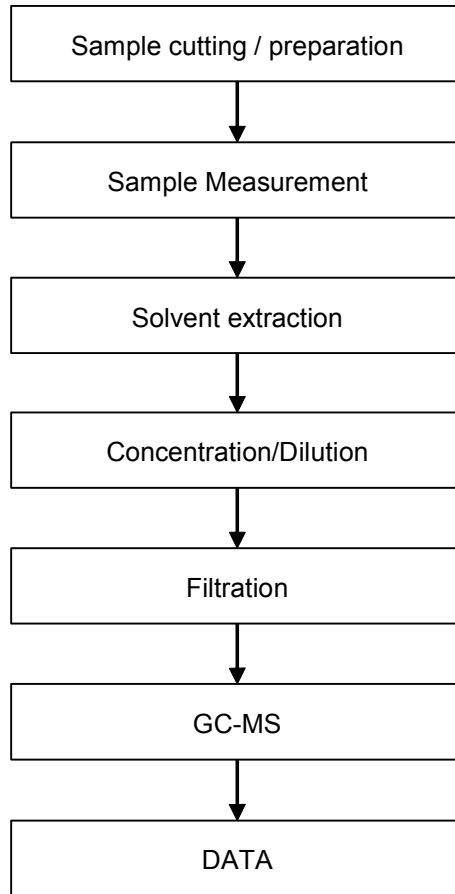 Sample cutting / preparation
Sample Measurement
Solvent extraction
Concentration/Dilution
Filtration
GC-MS
DATA